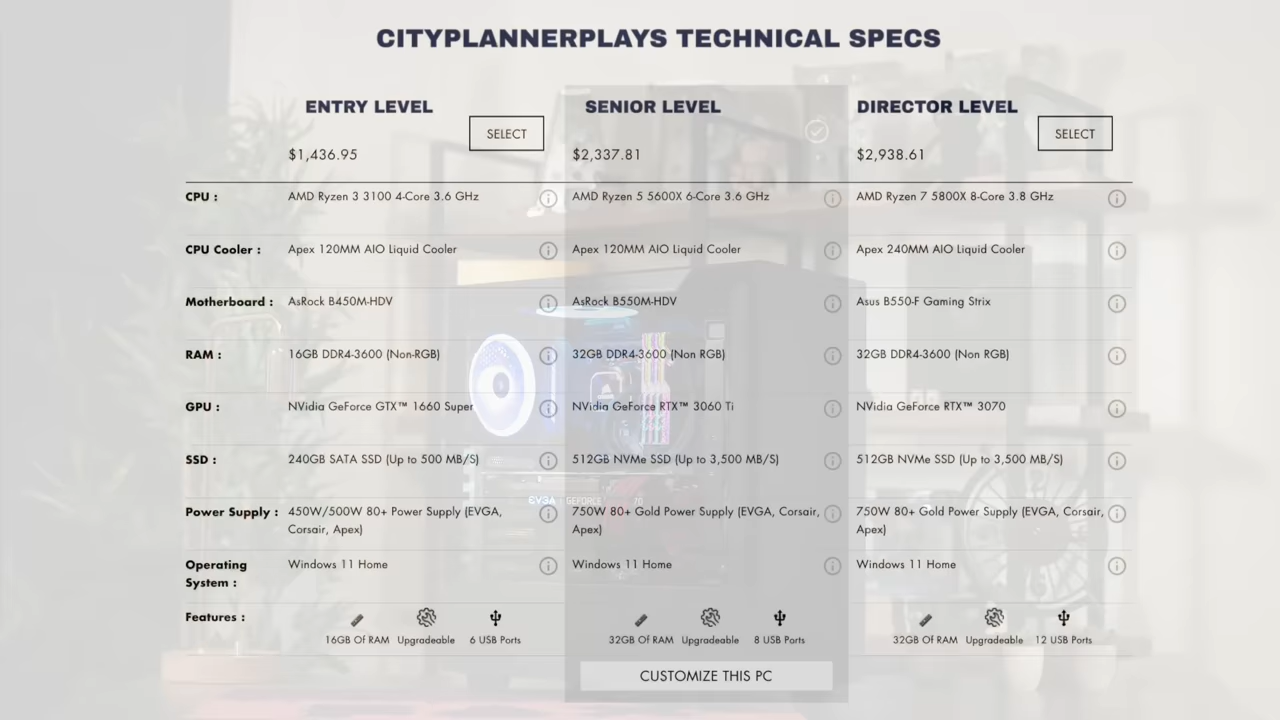 CITYPLANNERPLAYS TECHNICAL SPECS
ENTRY LEVEL
SELECT
$1,436.95
SENIOR LEVEL
$2,337.81
DIRECTOR LEVEL
SELECT
$2,938.61
CPU : AMD Ryzen 3 3100 4-Core 3.6 GHz AMD Ryzen 5 5600X 6-Core 3.6 GHz AMD Ryzen 7 5800X 8-Core 3.8 GHz
CPU Cooler : Apex 120MM AIO Liquid Cooler Apex 120MM AIO Liquid Cooler Apex 240MM AIO Liquid Cooler
Motherboard : AsRock B450M-HDV AsRock B550M-HDV Asus B550-F Gaming Strix
RAM : 16GB DDR4-3600 (Non-RGB) 32GB DDR4-3600 (Non RGB) 32GB DDR4-3600 (Non RGB)
GPU : NVidia GeForce GTX™ 1660 Super NVidia GeForce RTX™ 3060 Ti NVidia GeForce RTX™ 3070
SSD : 240GB SATA SSD (Up to 500 MB/S) 512GB NVMe SSD (Up to 3,500 MB/S) 512GB NVMe SSD (Up to 3,500 MB/S)
EVGA GEFORCE 70
Power Supply : 450W/500W 80+ Power Supply (EVGA, 750W 80+ Gold Power Supply (EVGA, Corsair, 750W 80+ Gold Power Supply (EVGA, Corsair,
Corsair, Apex) Apex) Apex)
Operating Windows 11 Home Windows 11 Home Windows 11 Home
System :
Features :
16GB Of RAM Upgradeable 6 USB Ports 32GB Of RAM Upgradeable 8 USB Ports 32GB Of RAM Upgradeable 12 USB Ports
CUSTOMIZE THIS PC